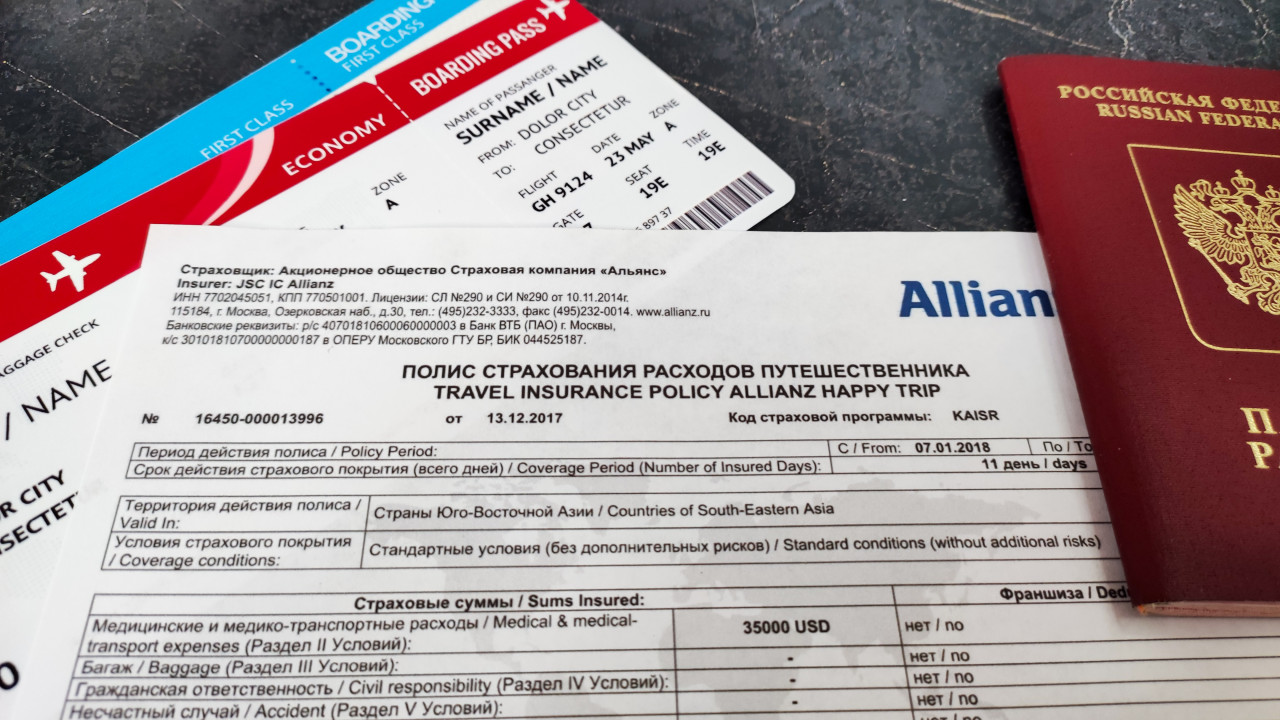 BOARDING
FIRST CLASS
FIRST CLASS
BOARDING PASS
ECONOMY
NAME OF PASSANGER
SURNAME / NAME
FROM: DOLOR CITY
TO: CONSECTETUR
FLIGHT
GH 9124
DATE
23 MAY
ZONE
A
SEAT
19E
TIME
19E
ZONE
A
897 37
/ NAME
CITY
РОССИЙСКАЯ
RUSSIAN
Страховщик: Акционерное общество Страховая компания «Альянс»
Insurer: JSC IC Allianz
ИНН 7702045051, КПП 770501001. Лицензии: СЛ №290 и СИ №290 от 10.11.2014г.
115184, г. Москва, Озерковская наб., д.30, тел.: (495)232-3333, факс (495)232-0014. www.allianz.ru
Банковские реквизиты: р/с 40701810600060000003 в Банк ВТБ (ПАО) г. Москвы,
к/с 30101810700000000187 в ОПЕРУ Московского ГТУ БР, БИК 044525187.
ПОЛИС СТРАХОВАНИЯ РАСХОДОВ ПУТЕШЕСТВЕННИКА
TRAVEL INSURANCE POLICY ALLIANZ HAPPY TRIP
№ 16450-000013996 от 13.12.2017 Код страховой программы: KAISR
Период действия полиса / Policy Period: С / From: 07.01.2018 По / To
Срок действия страхового покрытия (всего дней) / Coverage Period (Number of Insured Days): 11 день / days
Территория действия полиса /
Valid In:
Страны Юго-Восточной Азии / Countries of South-Eastern Asia
Условия страхового покрытия
/ Coverage conditions:
Стандартные условия (без дополнительных рисков) / Standard conditions (without additional risks)
Страховые суммы / Sums Insured: Франшиза /
Медицинские и медико-транспортные расходы / Medical & medical-
transport expenses (Раздел II Условий):
35000 USD нет / no
Багаж / Baggage (Раздел III Условий): - нет / no
Гражданская ответственность / Civil responsibility (Раздел IV Условий): - нет / no
Несчастный случай / Accident (Раздел V Условий): - нет / no